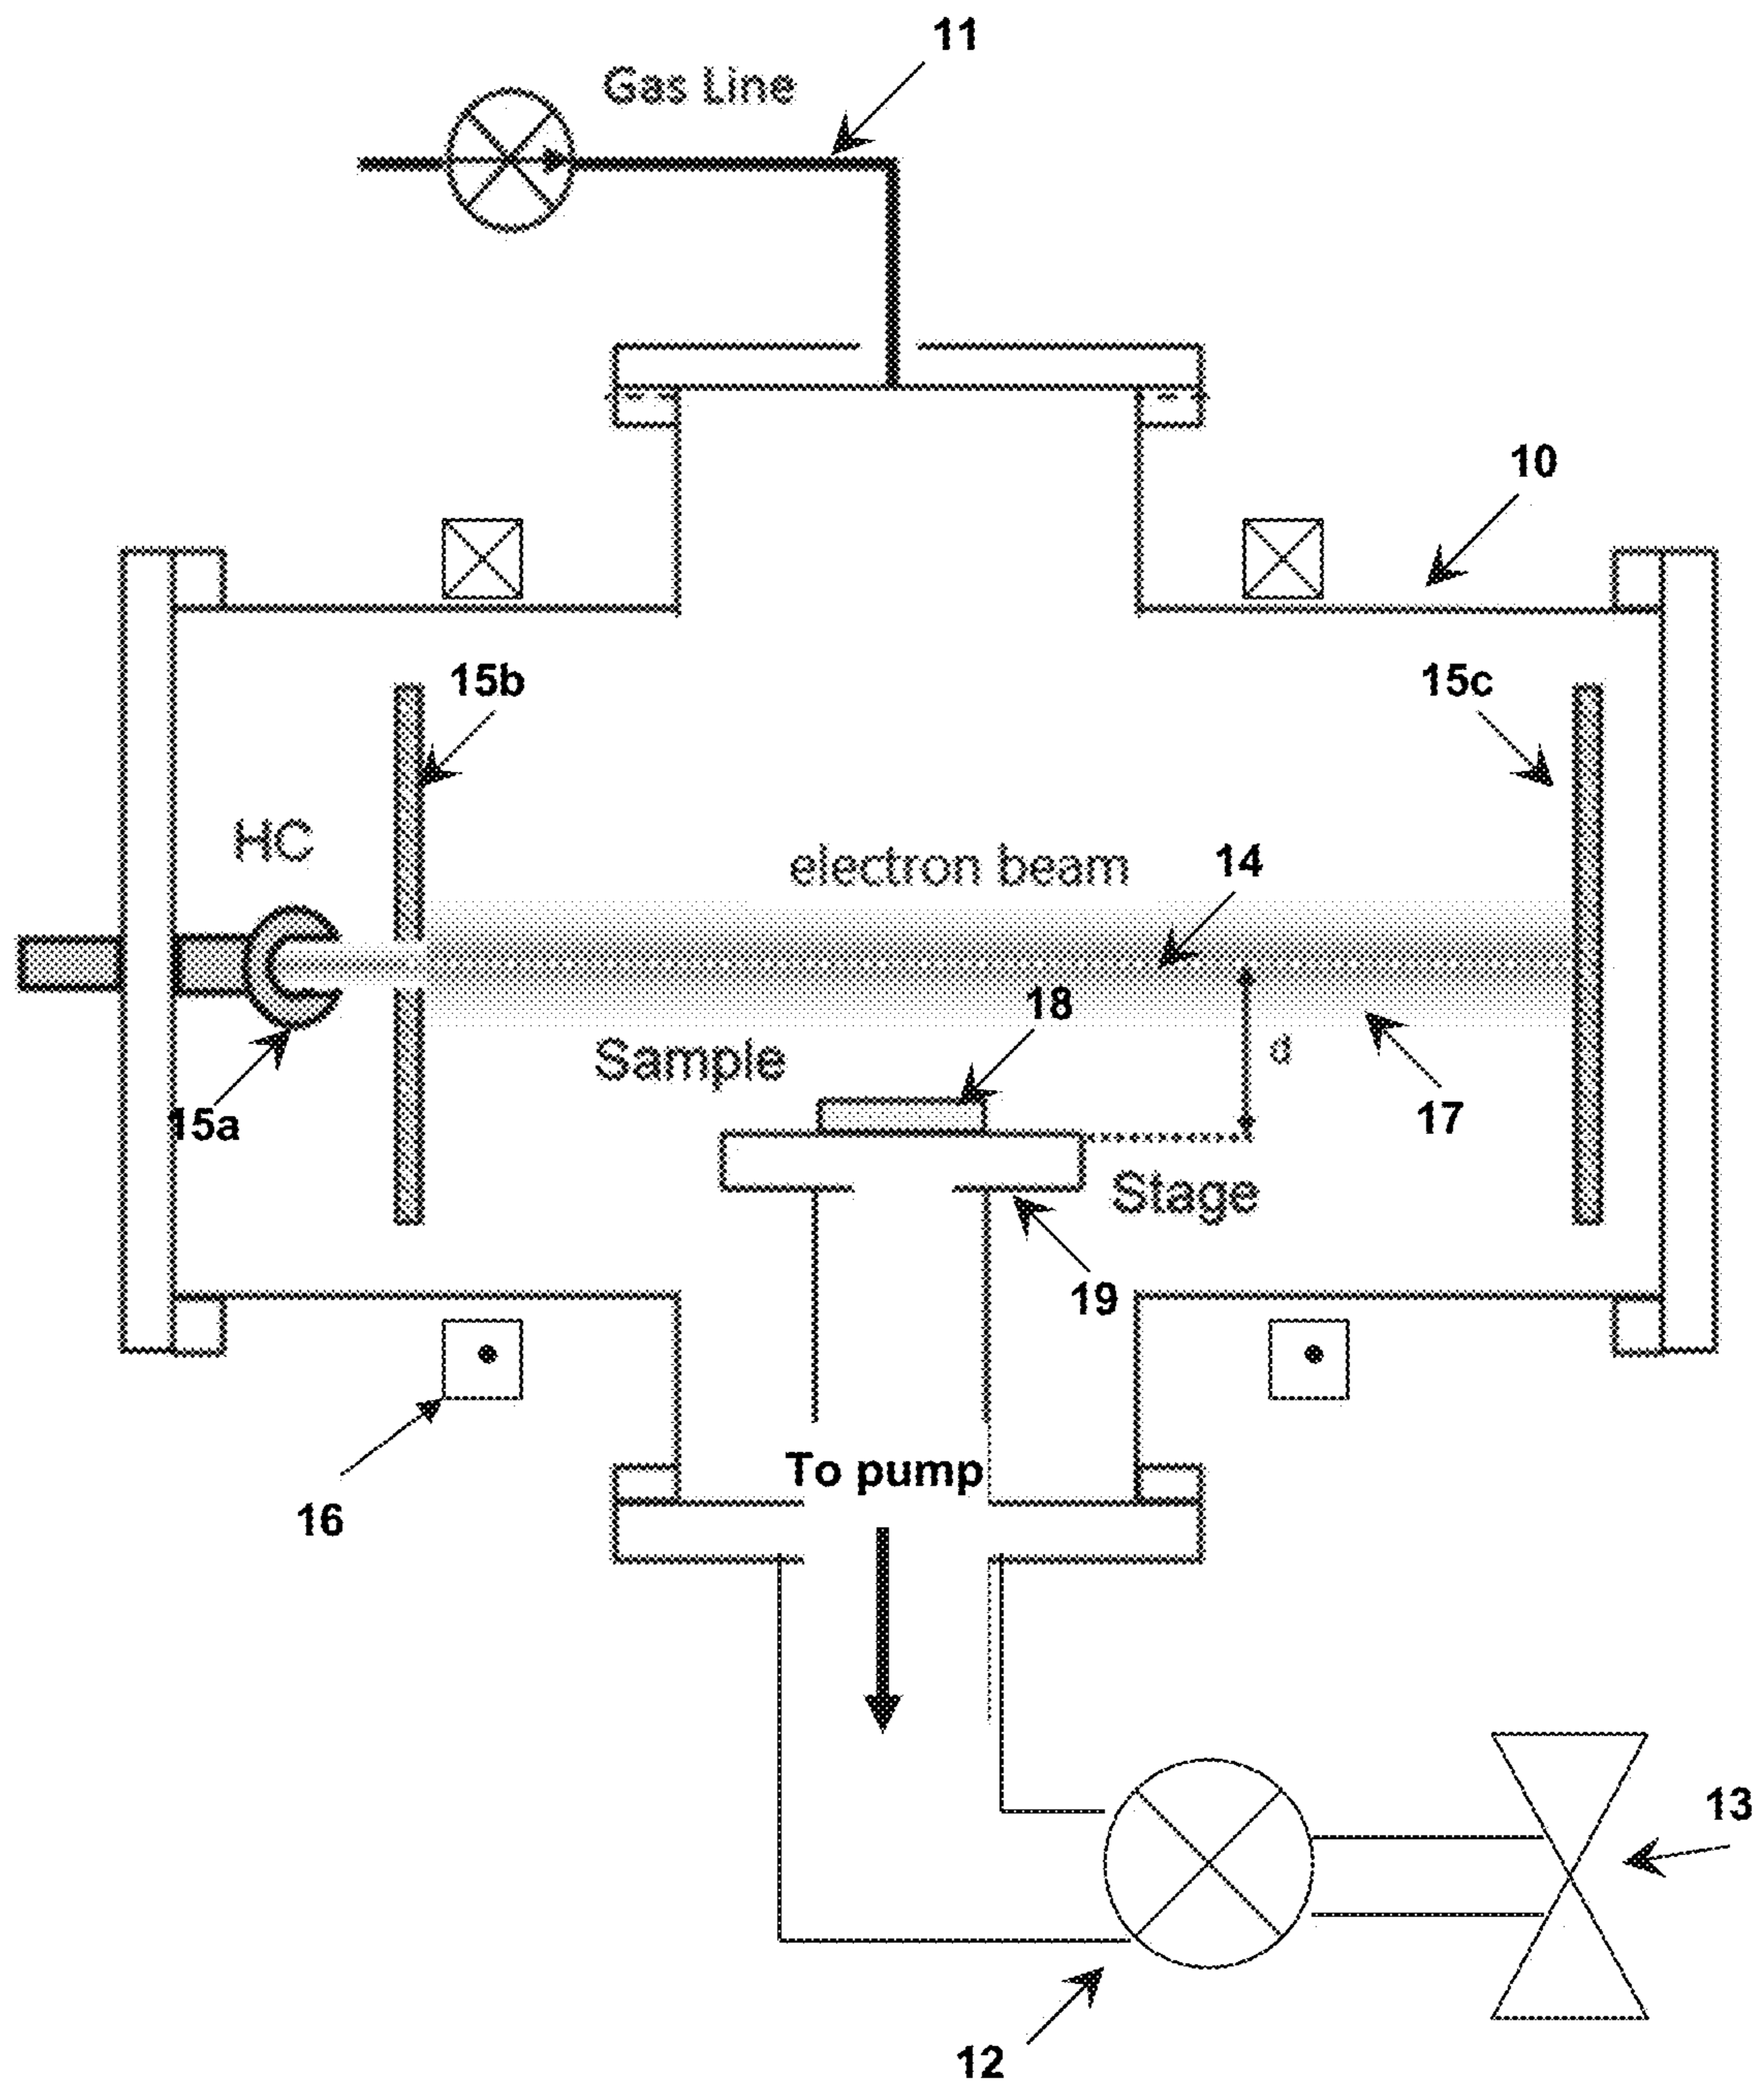 11
Gas Line
10
15b
15c
HC
electron beam
14
18
Sample
d
15a
17
Stage
19
To pump
16
13
12